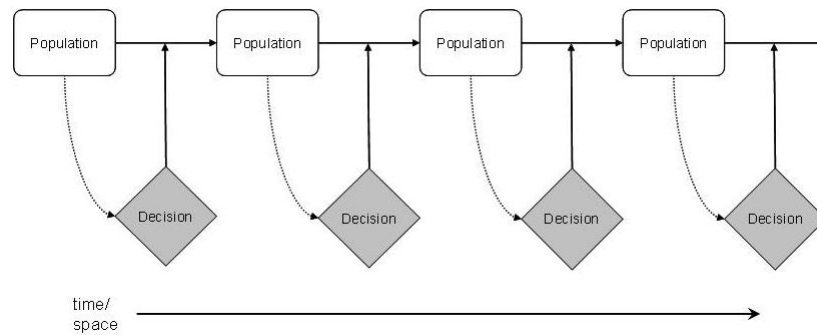 Population
Population
Population
Population
Decision
Decision
Decision
Decision
time/
space